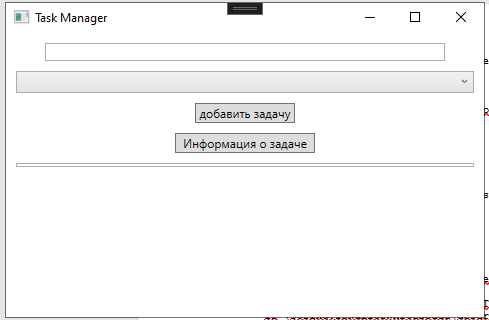 Task Manager
добавить задачу
Информация о задаче